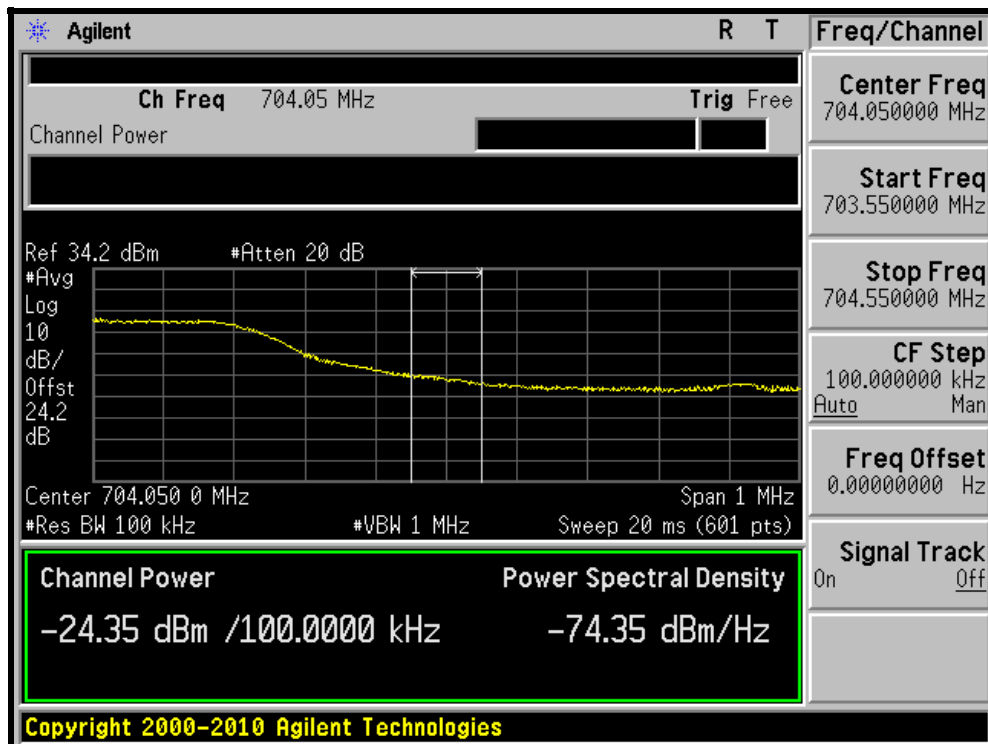 Agilent R T
Ch Freq 704.05 MHz Trig Free
Channel Power
Ref 34.2 dBm #Atten 20 dB
#Avg
Log
10
dB/
Offst
24.2
dB
Center 704.050 0 MHz Span 1 MHz
#Res BW 100 kHz #VBW 1 MHz Sweep 20 ms (601 pts)
Channel Power Power Spectral Density
-24.35 dBm /100.0000 kHz -74.35 dBm/Hz
Copyright 2000-2010 Agilent Technologies
Freq/Channel
Center Freq
704.050000 MHz
Start Freq
703.550000 MHz
Stop Freq
704.550000 MHz
CF Step
100.000000 kHz
Auto Man
Freq Offset
0.00000000 Hz
Signal Track
On Off